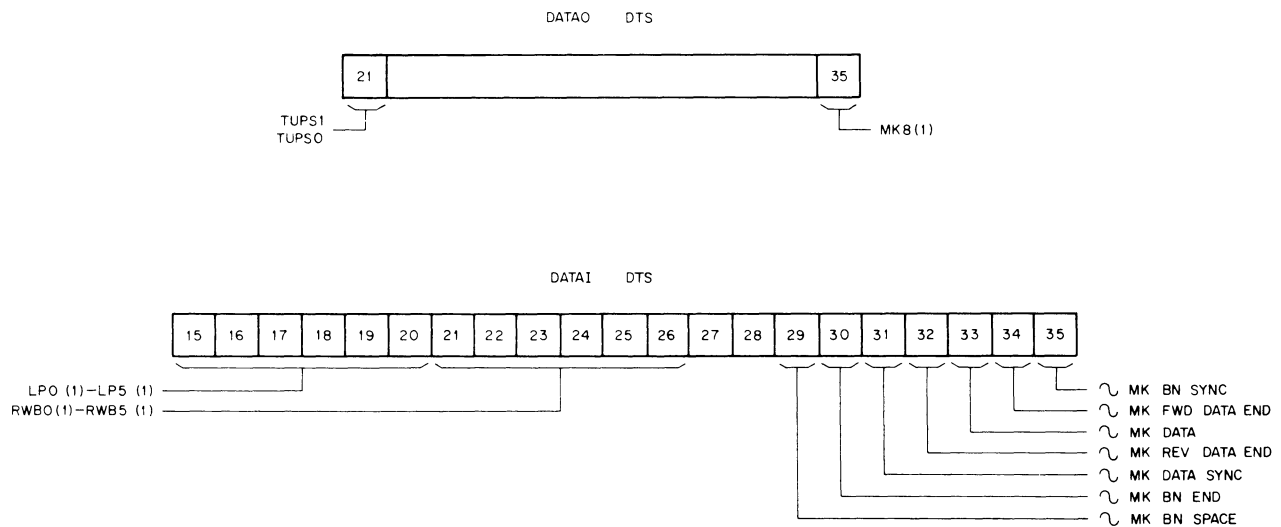 DATAO DTS
21 35
TUPS1
TUPS0
MK8(1)
DATAI DTS
15 16 17 18 19 20 21 22 23 24 25 26 27 28 29 30 31 32 33 34 35
LP0 (1)-LP5 (1)
RWB0(1)-RWB5 (1)
∿ MK BN SYNC
∿ MK FWD DATA END
∿ MK DATA
∿ MK REV DATA END
∿ MK DATA SYNC
∿ MK BN END
∿ MK BN SPACE